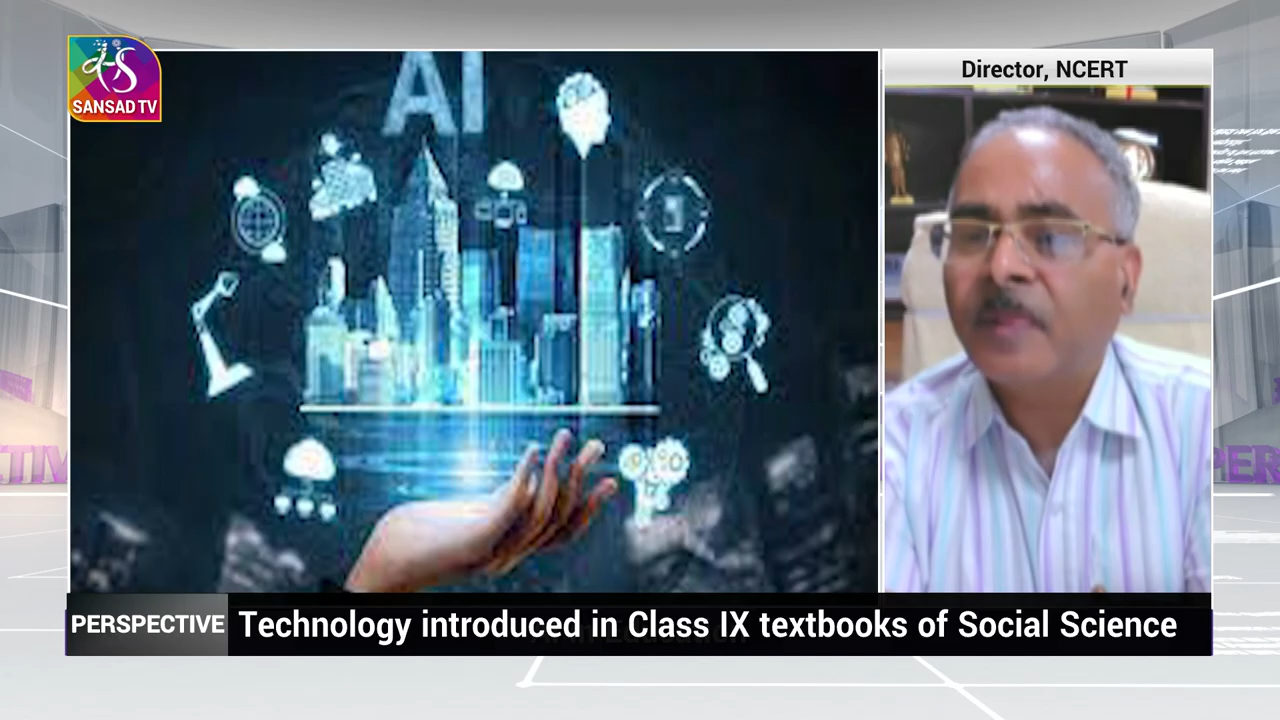 SANSAD TV
AI
Director, NCERT
PERSPECTIVE
Technology introduced in Class IX textbooks of Social Science